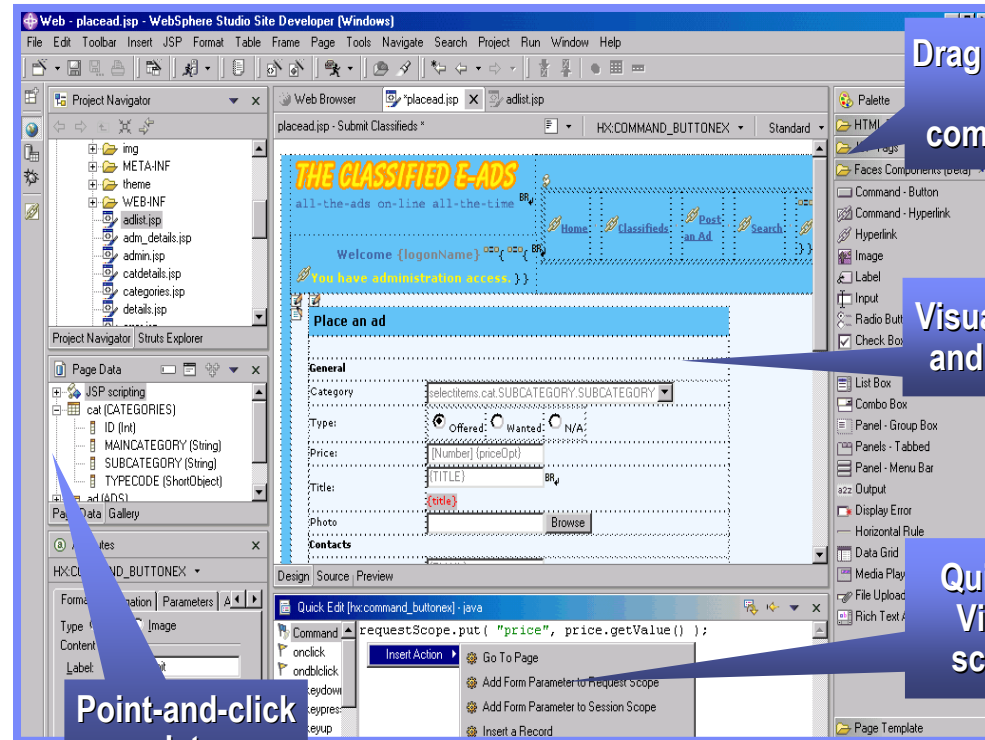 Web - placead.jsp - WebSphere Studio Site Developer (Windows)
File Edit Toolbar Insert JSP Format Table Frame Page Tools Navigate Search Project Run Window Help
Project Navigator
img
META-INF
theme
WEB-INF
adlist.jsp
adm_details.jsp
admin.jsp
catdetails.jsp
categories.jsp
details.jsp
Project Navigator Struts Explorer
Page Data
JSP scripting
cat (CATEGORIES)
ID (Int)
MAINCATEGORY (String)
SUBCATEGORY (String)
TYPECODE (ShortObject)
ad (ADS)
Data Gallery
HX:COMMAND_BUTTONEX
Parameters
Type Image
Content
Label:
Point-and-click
Web Browser *placead.jsp adlist.jsp
placead.jsp - Submit Classifieds * HX:COMMAND_BUTTONEX Standard
THE CLASSIFIED E-ADS
all-the-ads on-line all-the-time BR
Home Classifieds Post an Ad Search
Welcome {logonName} { { BR
You have administration access. } }
} }
Place an ad
General
Category selectitems.cat.SUBCATEGORY.SUBCATEGORY
Type: Offered Wanted N/A
Price: [Number] {priceOpt}
Title: {TITLE} BR
{title}
Photo Browse
Contacts
Design Source Preview
Quick Edit [hx:command_buttonex] - java
Command
onclick
ondblclick
requestScope.put( "price", price.getValue() );
Insert Action
Go To Page
Add Form Parameter to Request Scope
Add Form Parameter to Session Scope
Insert a Record
Palette
HTML
Faces Components (Beta)
Command - Button
Command - Hyperlink
Hyperlink
Image
Label
Input
Radio Butt
Check Box
List Box
Combo Box
Panel - Group Box
Panels - Tabbed
Panel - Menu Bar
Output
Display Error
Horizontal Rule
Data Grid
Media Play
File Upload
Rich Text A
Page Template
Drag
com
Visua
and
Qui
Vi
sc